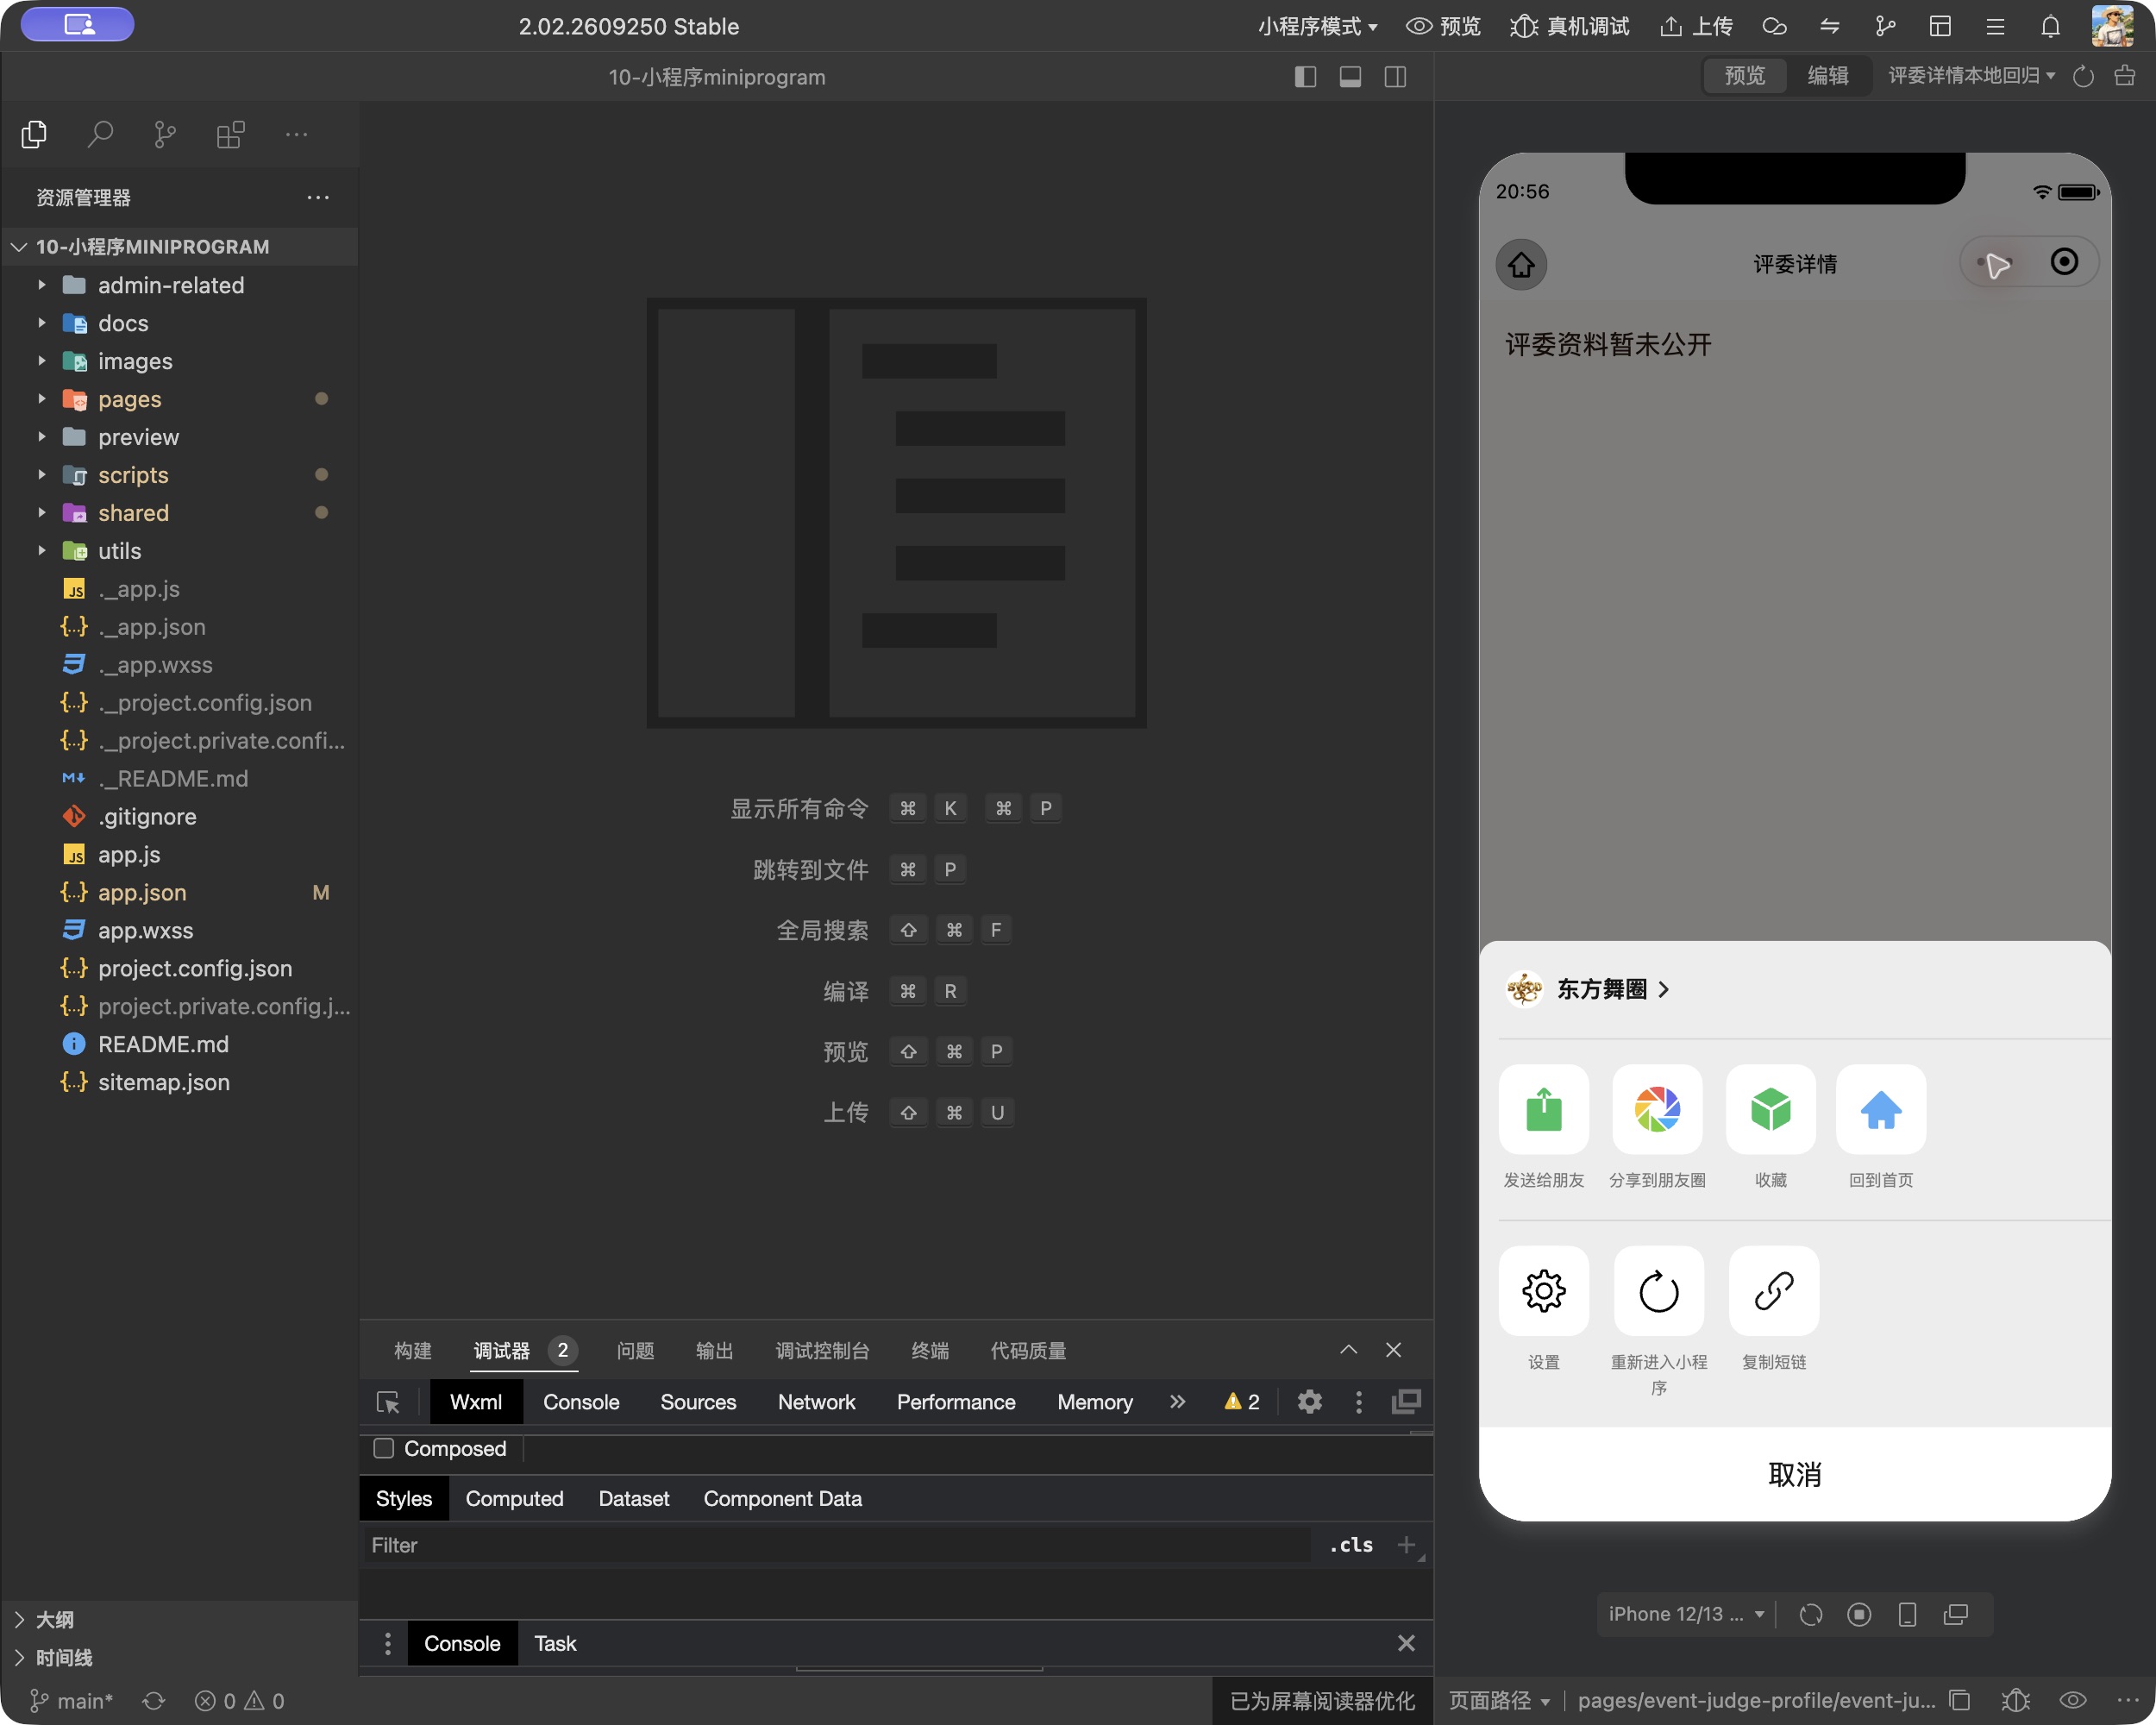 2.02.2609250 Stable
小程序模式
预览
真机调试
上传
10-小程序miniprogram
预览
编辑
评委详情本地回归
资源管理器
10-小程序MINIPROGRAM
admin-related
docs
images
pages
preview
scripts
shared
utils
._app.js
._app.json
._app.wxss
._project.config.json
._project.private.confi...
._README.md
.gitignore
app.js
app.json M
app.wxss
project.config.json
project.private.config.j...
README.md
sitemap.json
大纲
时间线
main*
0 0
显示所有命令 ⌘ K ⌘ P
跳转到文件 ⌘ P
全局搜索 ⇧ ⌘ F
编译 ⌘ R
预览 ⇧ ⌘ P
上传 ⇧ ⌘ U
构建 调试器 2 问题 输出 调试控制台 终端 代码质量
Wxml Console Sources Network Performance Memory 2
Composed
Styles Computed Dataset Component Data
Filter
.cls
Console Task
已为屏幕阅读器优化
20:56
评委详情
评委资料暂未公开
东方舞圈
发送给朋友
分享到朋友圈
收藏
回到首页
设置
重新进入小程
序
复制短链
取消
iPhone 12/13 ...
页面路径
pages/event-judge-profile/event-ju...